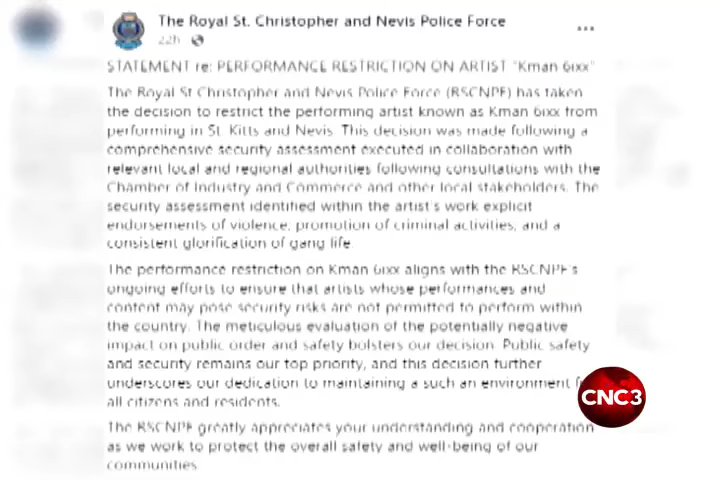 The Royal St. Christopher and Nevis Police Force
22h
STATEMENT re: PERFORMANCE RESTRICTION ON ARTIST "Kman 6ixx"
The Royal St Christopher and Nevis Police Force (RSCNPF) has taken
the decision to restrict the performing artist known as Kman 6ixx from
performing in St. Kitts and Nevis. This decision was made following a
comprehensive security assessment executed in collaboration with
relevant local and regional authorities following consultations with the
Chamber of Industry and Commerce and other local stakeholders. The
security assessment identified within the artist's work explicit
endorsements of violence, promotion of criminal activities, and a
consistent glorification of gang life.
The performance restriction on Kman 6ixx aligns with the RSCNPF's
ongoing efforts to ensure that artists whose performances and
content may pose security risks are not permitted to perform within
the country. The meticulous evaluation of the potentially negative
impact on public order and safety bolsters our decision. Public safety
and security remains our top priority, and this decision further
underscores our dedication to maintaining a such an environment
all citizens and residents.
CNC3
The RSCNPF greatly appreciates your understanding and cooperation
as we work to protect the overall safety and well-being of our
communities.